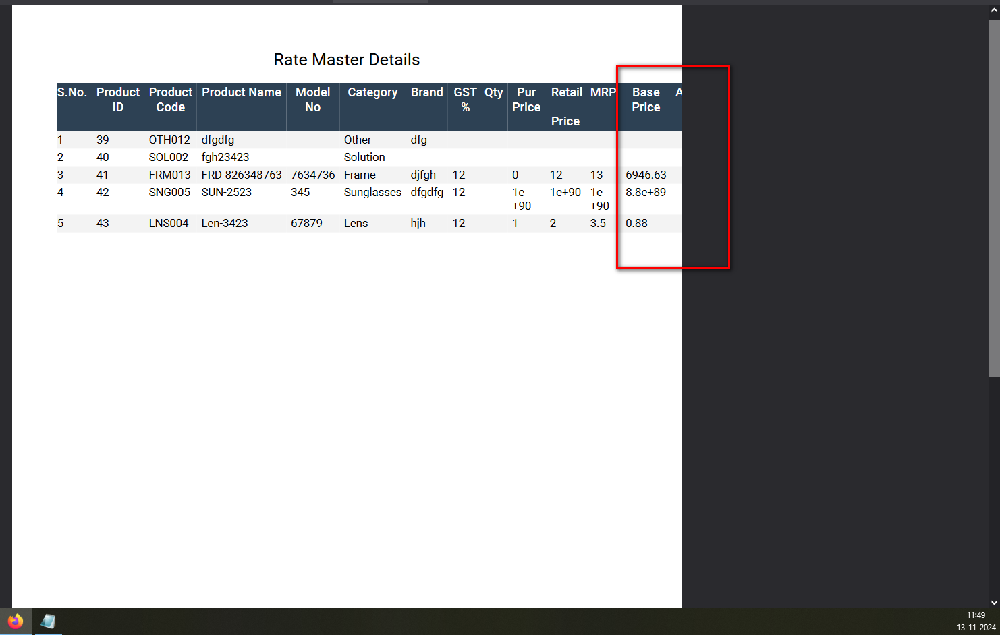 Rate Master Details
S.No. Product ID Product Code Product Name Model No Category Brand GST % Qty Pur Price Retail Price MRP Base Price A
1 39 OTH012 dfgdfg Other dfg
2 40 SOL002 fgh23423 Solution
3 41 FRM013 FRD-826348763 7634736 Frame djfgh 12 0 12 13 6946.63
4 42 SNG005 SUN-2523 345 Sunglasses dfgdfg 12 1e+90 1e+90 1e+90 8.8e+89
5 43 LNS004 Len-3423 67879 Lens hjh 12 1 2 3.5 0.88
11:49
13-11-2024